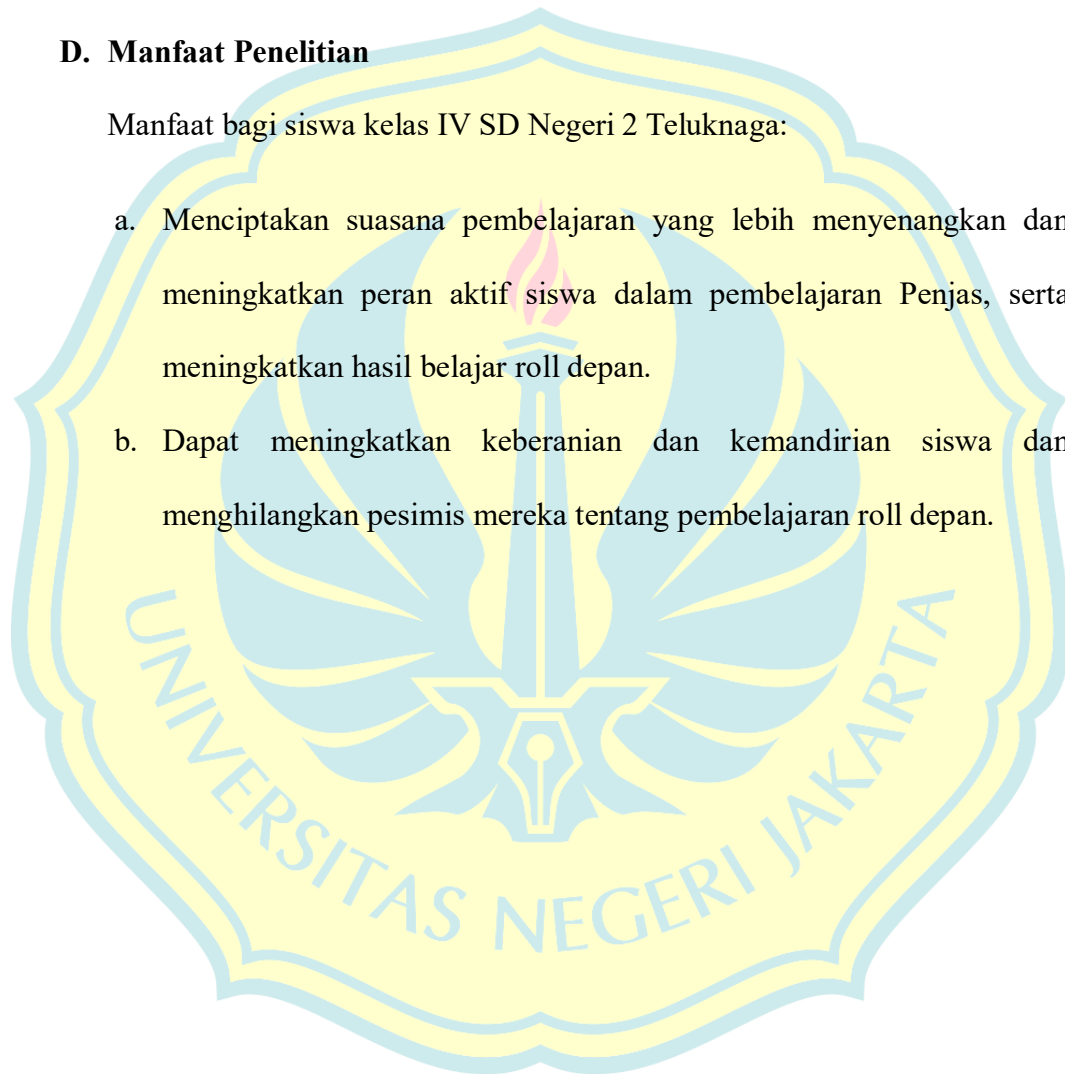 D. Manfaat Penelitian
Manfaat bagi siswa kelas IV SD Negeri 2 Teluknaga:
a. Menciptakan suasana pembelajaran yang lebih menyenangkan dan
meningkatkan peran aktif siswa dalam pembelajaran Penjas, serta
meningkatkan hasil belajar roll depan.
b. Dapat meningkatkan keberanian dan kemandirian siswa dan
menghilangkan pesimis mereka tentang pembelajaran roll depan.
UNIVERSITAS NEGERI JAKARTA